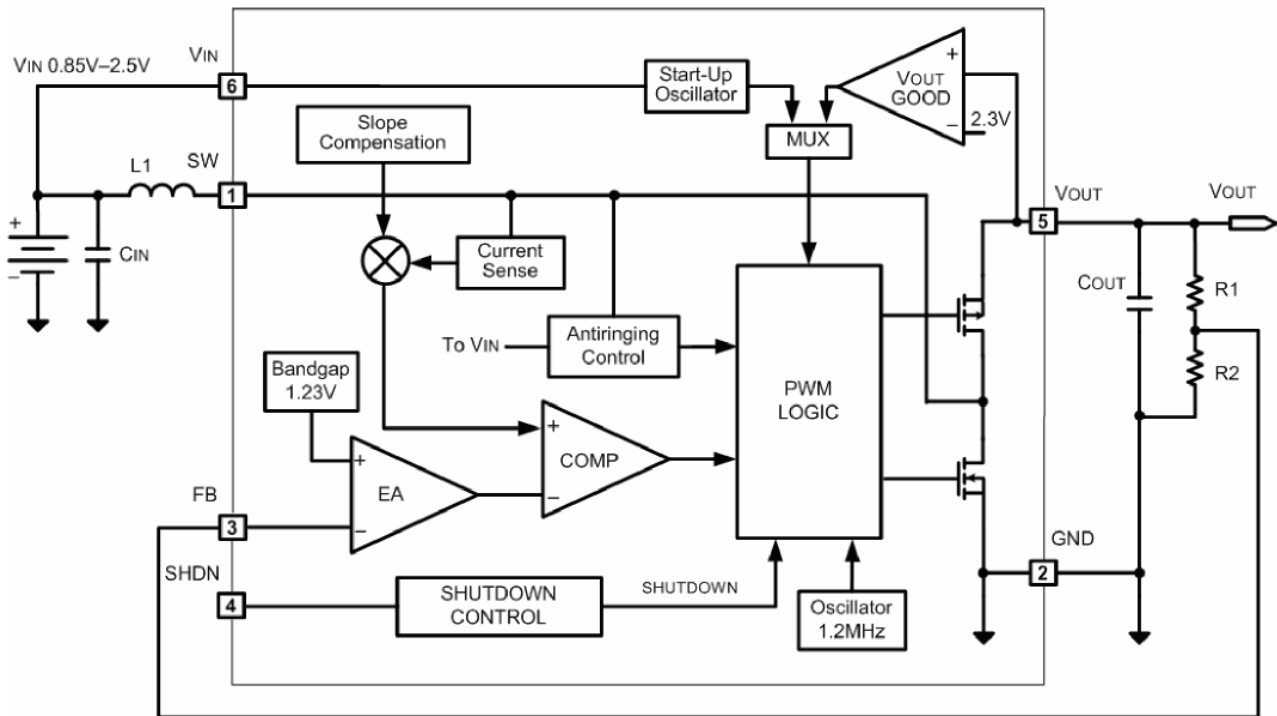 VIN 0.85V–2.5V
VIN
6
Start-Up
Oscillator
+
VOUT
GOOD
−
2.3V
Slope
Compensation
MUX
L1
SW
1
VOUT
5
VOUT
+
−
CIN
Current
Sense
COUT
R1
R2
To VIN
Antiringing
Control
Bandgap
1.23V
PWM
LOGIC
+
COMP
−
+
EA
−
FB
3
GND
2
SHDN
4
SHUTDOWN
CONTROL
SHUTDOWN
Oscillator
1.2MHz